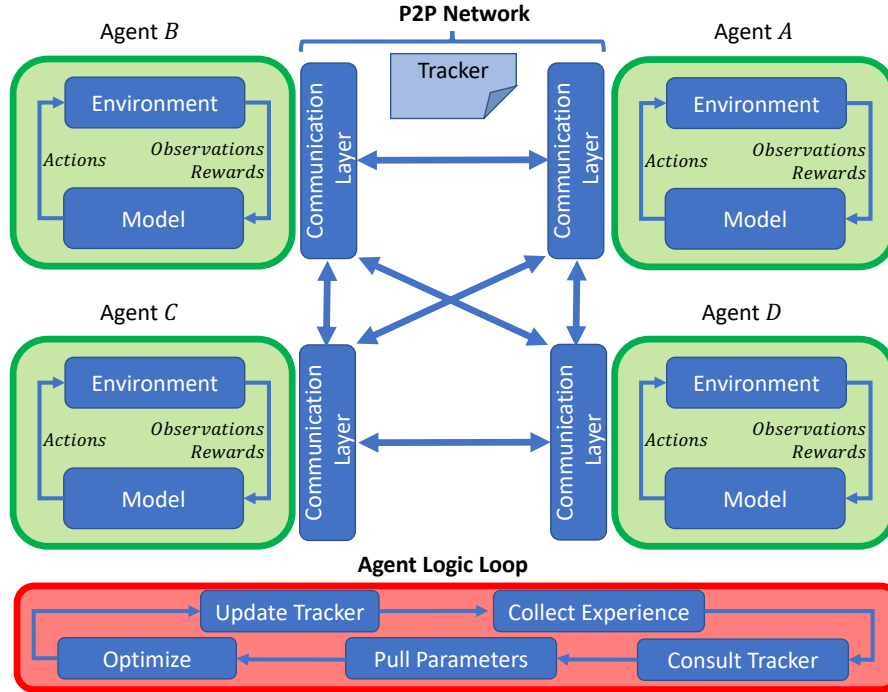 P2P Network
Agent B
Agent A
Tracker
Environment
Actions
Observations
Rewards
Model
Communication
Layer
Communication
Layer
Environment
Actions
Observations
Rewards
Model
Agent C
Agent D
Environment
Actions
Observations
Rewards
Model
Communication
Layer
Communication
Layer
Environment
Actions
Observations
Rewards
Model
Agent Logic Loop
Update Tracker
Collect Experience
Optimize
Pull Parameters
Consult Tracker